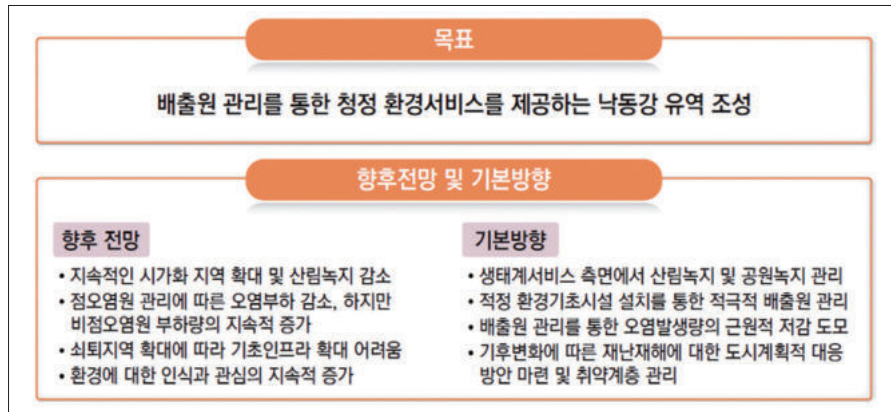 목표
배출원 관리를 통한 청정 환경서비스를 제공하는 낙동강 유역 조성
향후전망 및 기본방향
향후 전망
• 지속적인 시가화 지역 확대 및 산림녹지 감소
• 점오염원 관리에 따른 오염부하 감소, 하지만
비점오염원 부하량의 지속적 증가
• 쇠퇴지역 확대에 따라 기초인프라 확대 어려움
• 환경에 대한 인식과 관심의 지속적 증가
기본방향
• 생태계서비스 측면에서 산림녹지 및 공원녹지 관리
• 적정 환경기초시설 설치를 통한 적극적 배출원 관리
• 배출원 관리를 통한 오염발생량의 근원적 저감 도모
• 기후변화에 따른 재난재해에 대한 도시계획적 대응
방안 마련 및 취약계층 관리